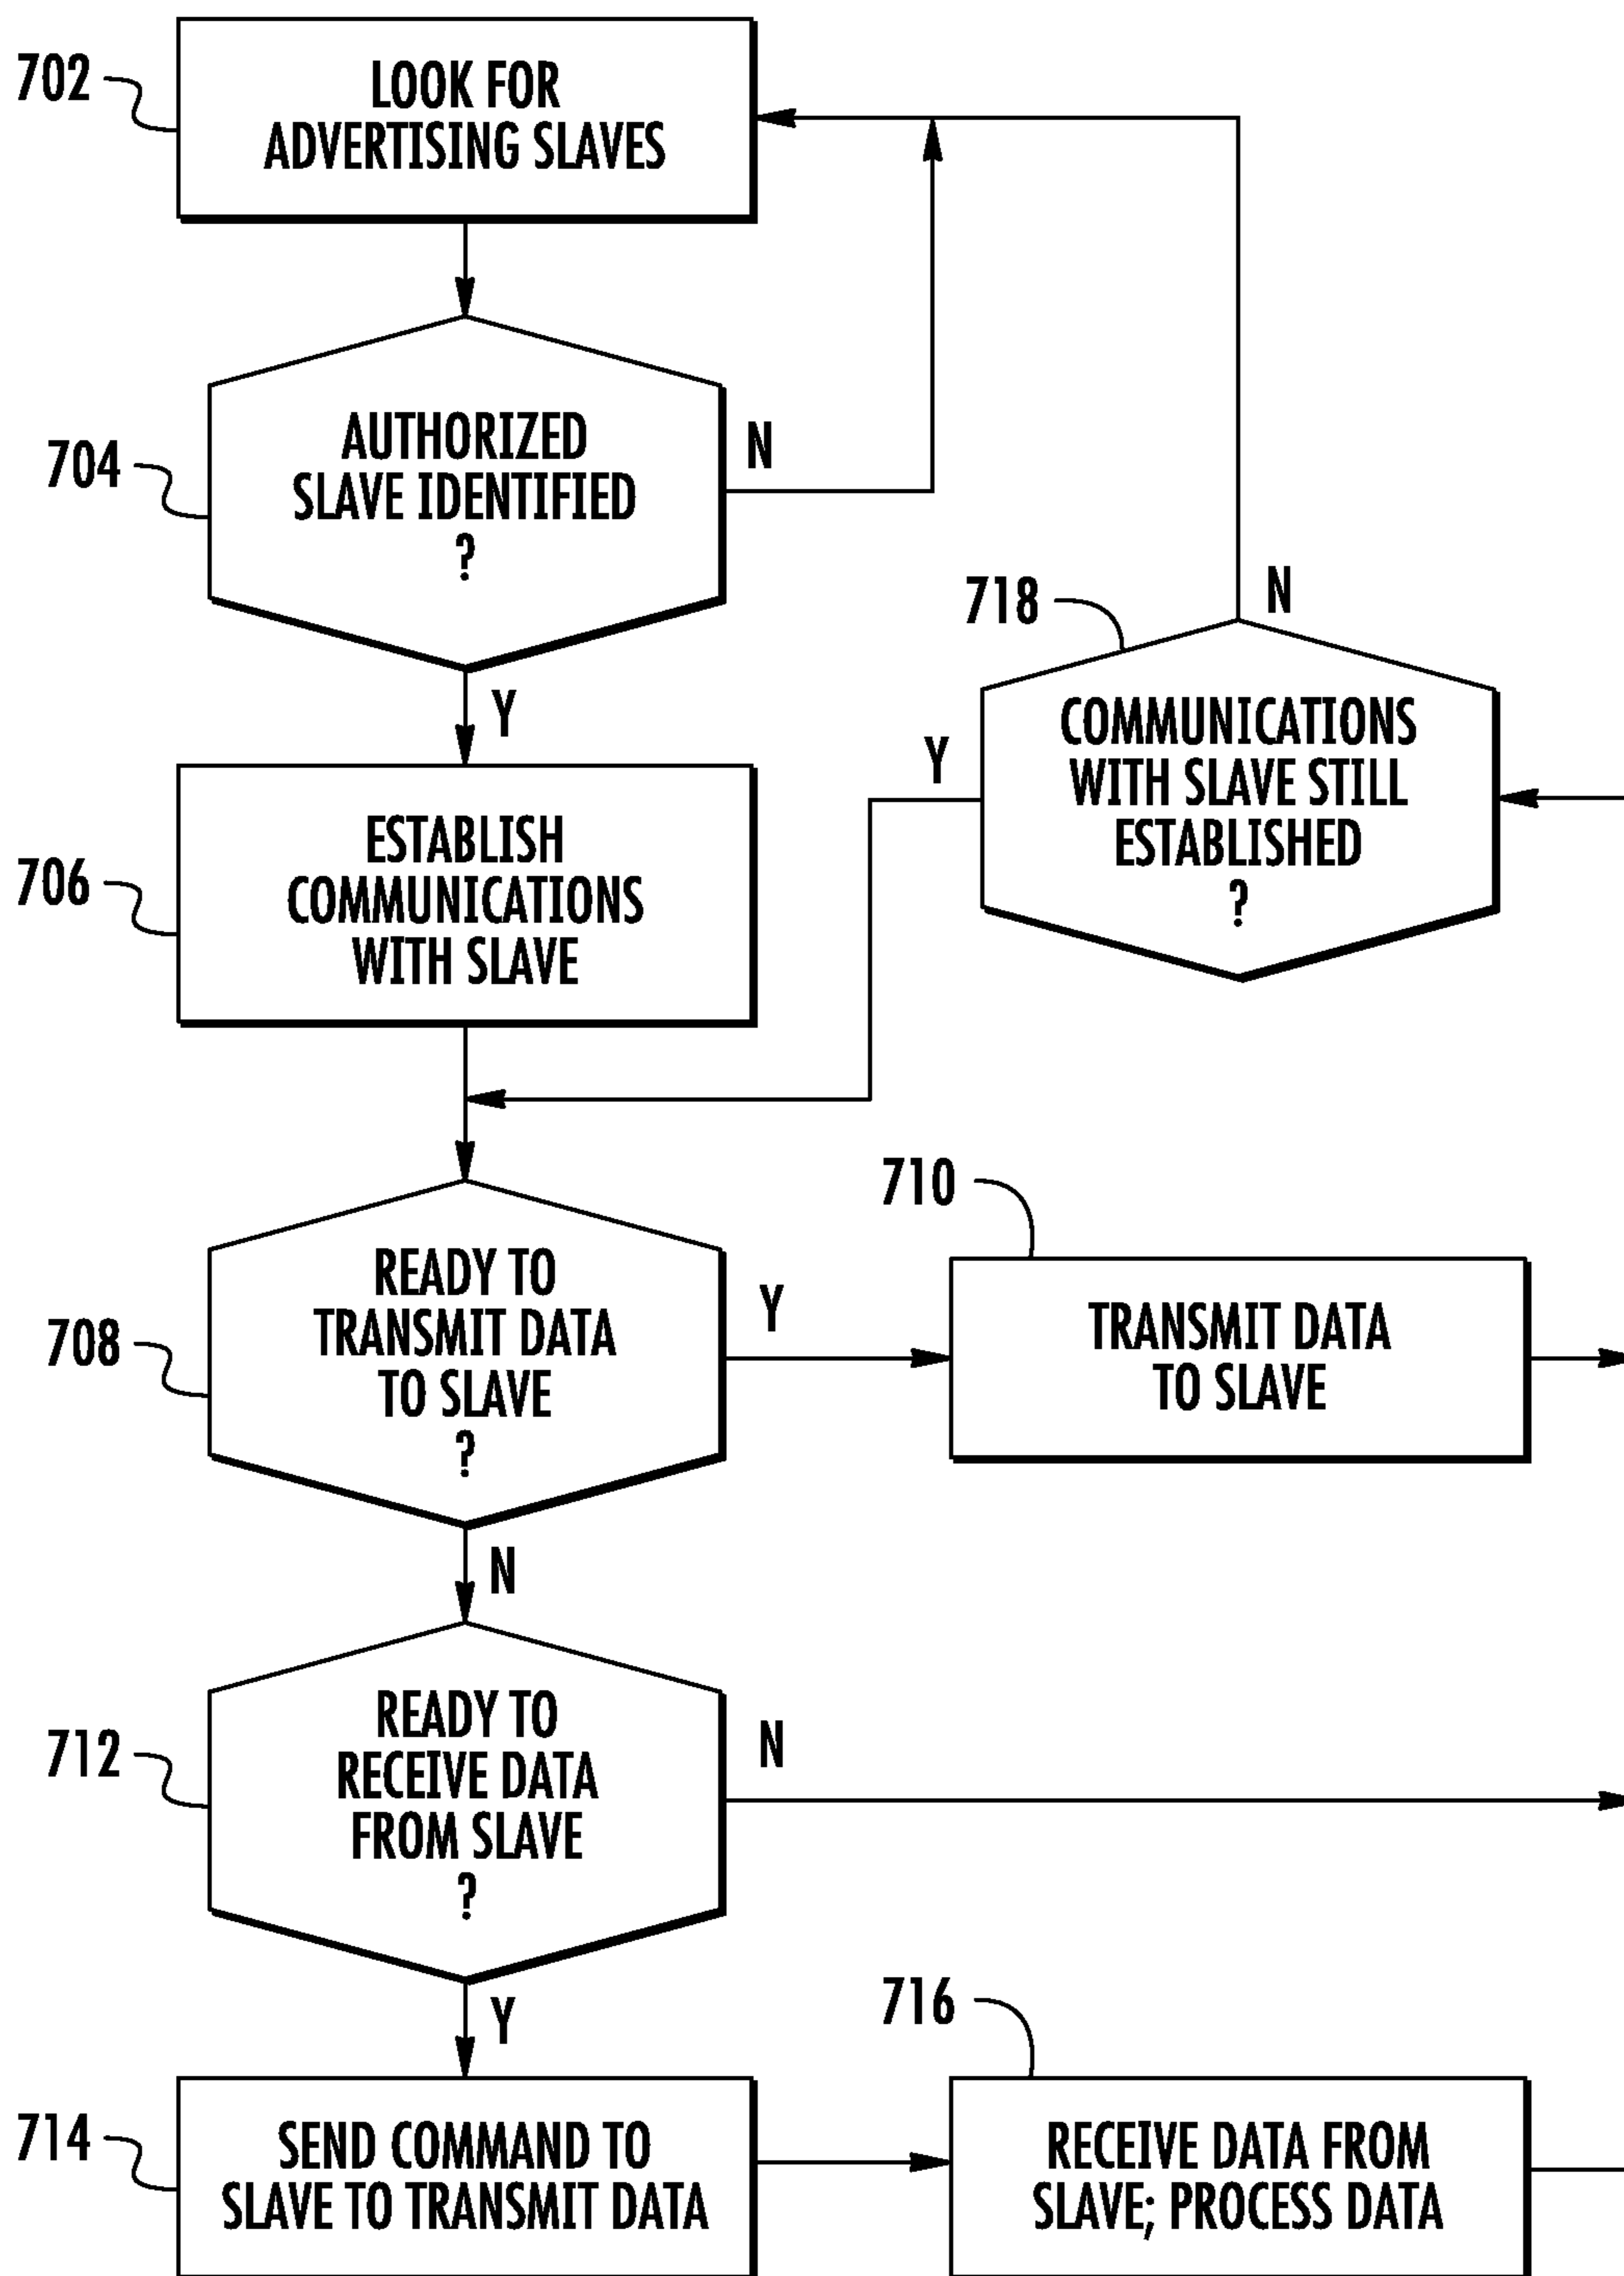 702
LOOK FOR
ADVERTISING SLAVES
704
AUTHORIZED
SLAVE IDENTIFIED
?
N
Y
718
N
COMMUNICATIONS
WITH SLAVE STILL
ESTABLISHED
?
Y
706
ESTABLISH
COMMUNICATIONS
WITH SLAVE
708
READY TO
TRANSMIT DATA
TO SLAVE
?
Y
710
TRANSMIT DATA
TO SLAVE
N
712
READY TO
RECEIVE DATA
FROM SLAVE
?
N
Y
714
SEND COMMAND TO
SLAVE TO TRANSMIT DATA
716
RECEIVE DATA FROM
SLAVE; PROCESS DATA